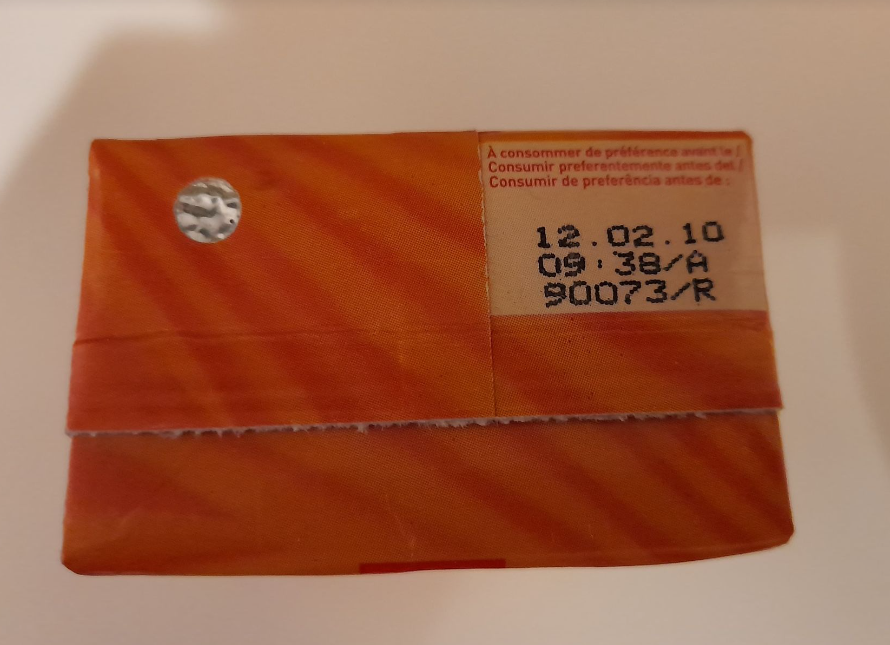 À consommer de préférence avant le /
Consumir preferentemente antes del /
Consumir de preferência antes de :
12.02.10
09:38/A
90073/R